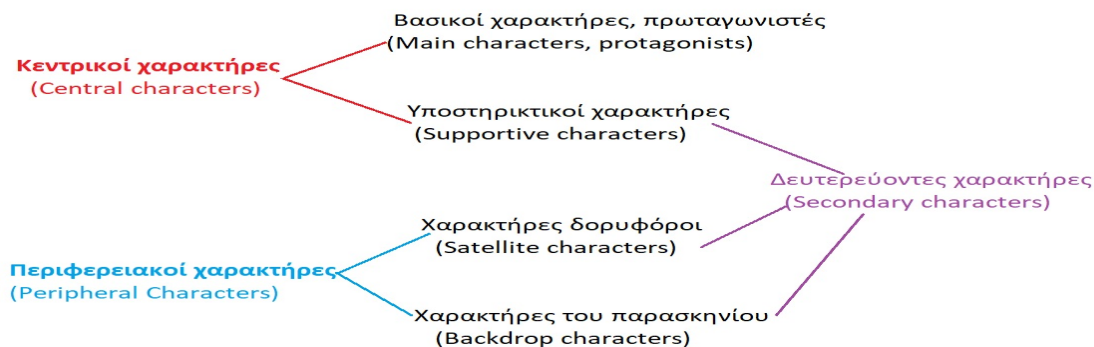 Βασικοί χαρακτήρες, πρωταγωνιστές
(Main characters, protagonists)
Κεντρικοί χαρακτήρες
(Central characters)
Υποστηρικτικοί χαρακτήρες
(Supportive characters)
Δευτερεύοντες χαρακτήρες
(Secondary characters)
Χαρακτήρες δορυφόροι
(Satellite characters)
Περιφερειακοί χαρακτήρες
(Peripheral Characters)
Χαρακτήρες του παρασκηνίου
(Backdrop characters)